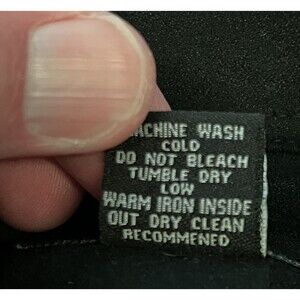 MACHINE WASH
COLD
DO NOT BLEACH
TUMBLE DRY
LOW
WARM IRON INSIDE
OUT DRY CLEAN
RECOMMENED